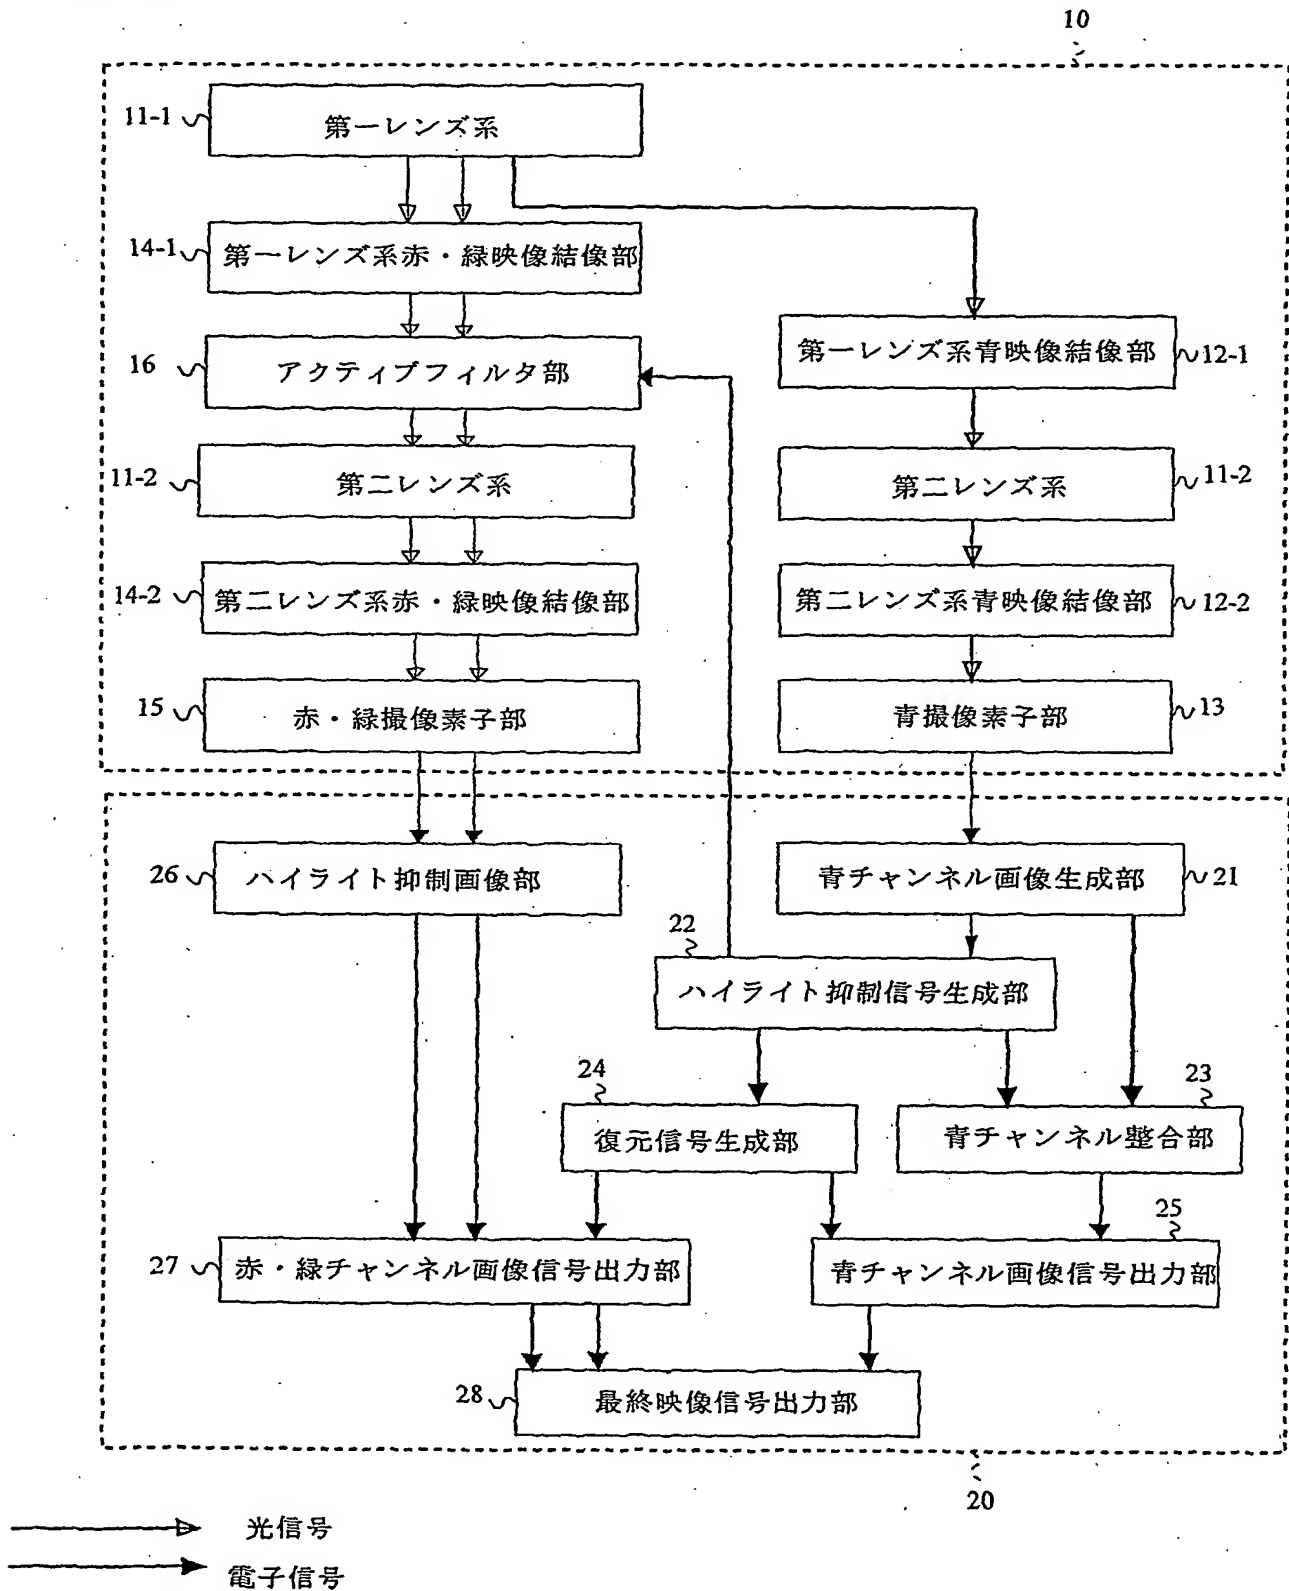 10
11-1
第一レンズ系
14-1
第一レンズ系赤・緑映像結像部
16
アクティブフィルタ部
第一レンズ系青映像結像部
12-1
11-2
第二レンズ系
第二レンズ系
11-2
14-2
第二レンズ系赤・緑映像結像部
第二レンズ系青映像結像部
12-2
15
赤・緑撮像素子部
青撮像素子部
13
26
ハイライト抑制画像部
青チャンネル画像生成部
21
22
ハイライト抑制信号生成部
24
復元信号生成部
23
青チャンネル整合部
27
赤・緑チャンネル画像信号出力部
25
青チャンネル画像信号出力部
28
最終映像信号出力部
20
光信号
電子信号